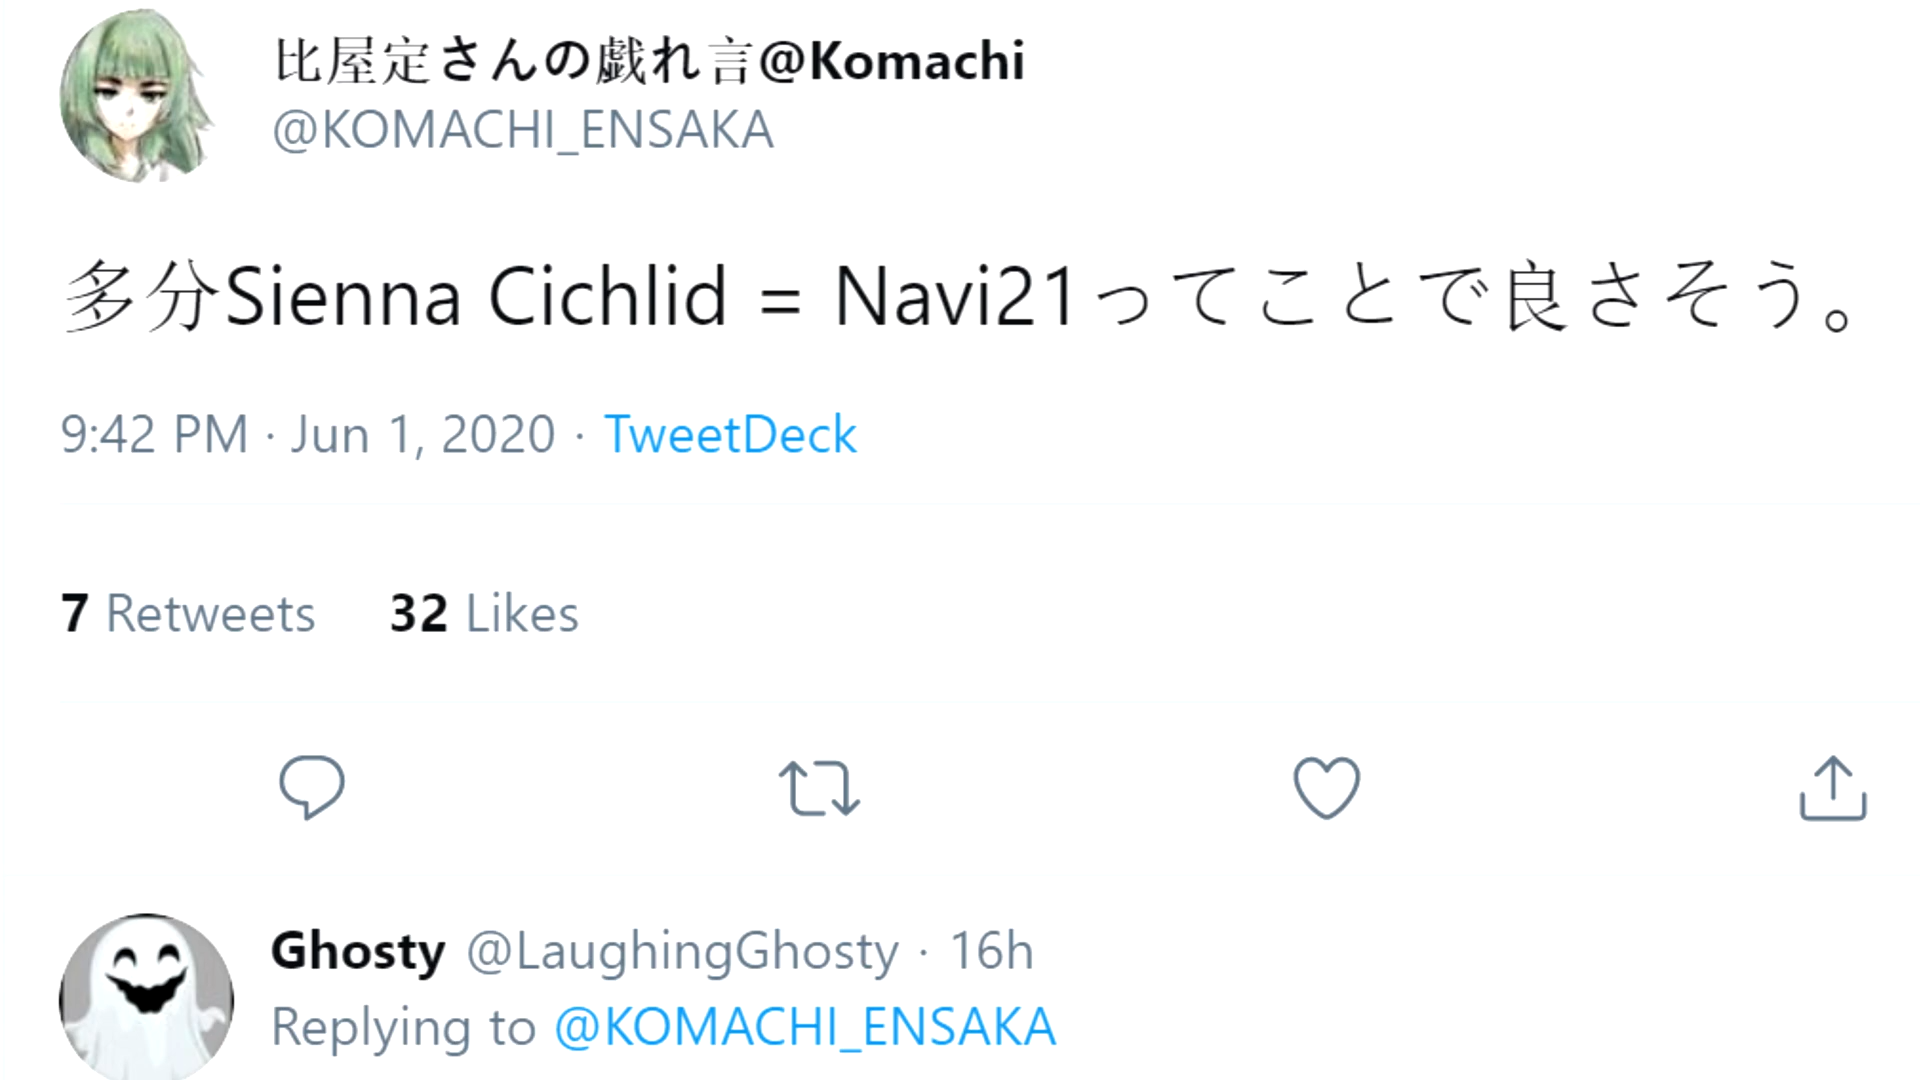 比屋定さんの戯れ言@Komachi
@KOMACHI_ENSAKA
多分Sienna Cichlid = Navi21ってことで良さそう。
9:42 PM · Jun 1, 2020 · TweetDeck
7 Retweets 32 Likes
Ghosty @LaughingGhosty · 16h
Replying to @KOMACHI_ENSAKA